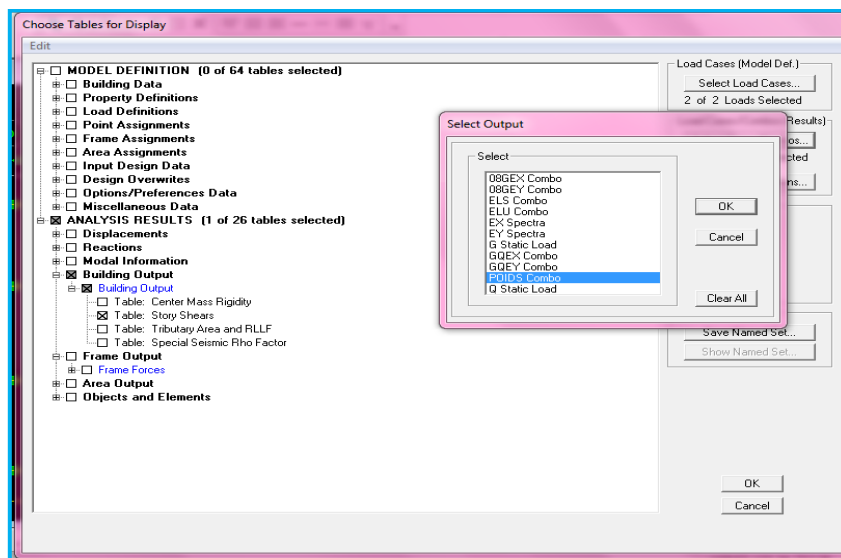 Choose Tables for Display
Edit
MODEL DEFINITION (0 of 64 tables selected)
Building Data
Property Definitions
Load Definitions
Point Assignments
Frame Assignments
Area Assignments
Input Design Data
Design Overwrites
Options/Preferences Data
Miscellaneous Data
ANALYSIS RESULTS (1 of 26 tables selected)
Displacements
Reactions
Modal Information
Building Output
Building Output
Table: Center Mass Rigidity
Table: Story Shears
Table: Tributary Area and RLLF
Table: Special Seismic Rho Factor
Frame Output
Frame Forces
Area Output
Objects and Elements
Load Cases (Model Def.)
Select Load Cases...
2 of 2 Loads Selected
Results)
Select Output
Select
08GEX Combo
08GEY Combo
ELS Combo
ELU Combo
EX Spectra
EY Spectra
G Static Load
GQEX Combo
GQEY Combo
POIDS Combo
Q Static Load
OK
Cancel
Clear All
Save Named Set...
Show Named Set...
OK
Cancel